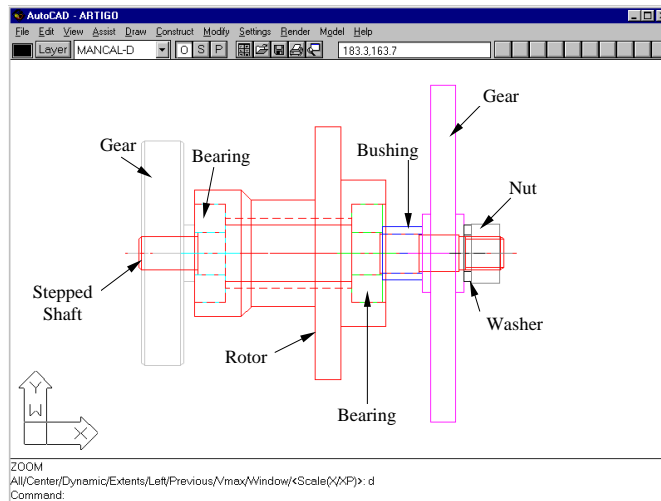 AutoCAD - ARTIGO
File Edit View Assist Draw Construct Modify Settings Render Model Help
Layer MANCAL-D O S P 183.3,163.7
Gear
Gear
Bearing
Bushing
Nut
Stepped
Shaft
Washer
Rotor
Bearing
Y
W
X
ZOOM
All/Center/Dynamic/Extents/Left/Previous/Vmax/Window/<Scale(X/XP)>: d
Command: